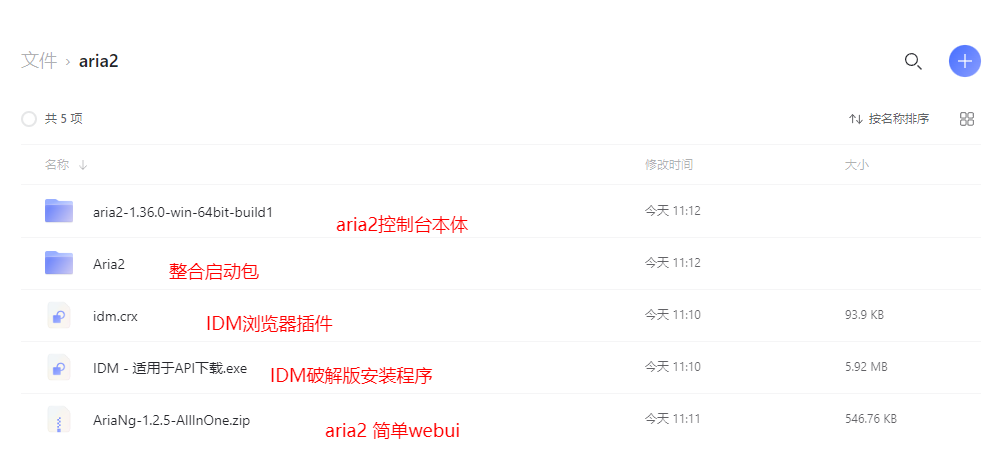 文件 › aria2
共 5 项 按名称排序
名称 ↓ 修改时间 大小
aria2-1.36.0-win-64bit-build1 aria2控制台本体 今天 11:12
Aria2 整合启动包 今天 11:12
idm.crx IDM浏览器插件 今天 11:10 93.9 KB
IDM - 适用于API下载.exe IDM破解版安装程序 今天 11:10 5.92 MB
AriaNg-1.2.5-AllInOne.zip aria2 简单webui 今天 11:11 546.76 KB